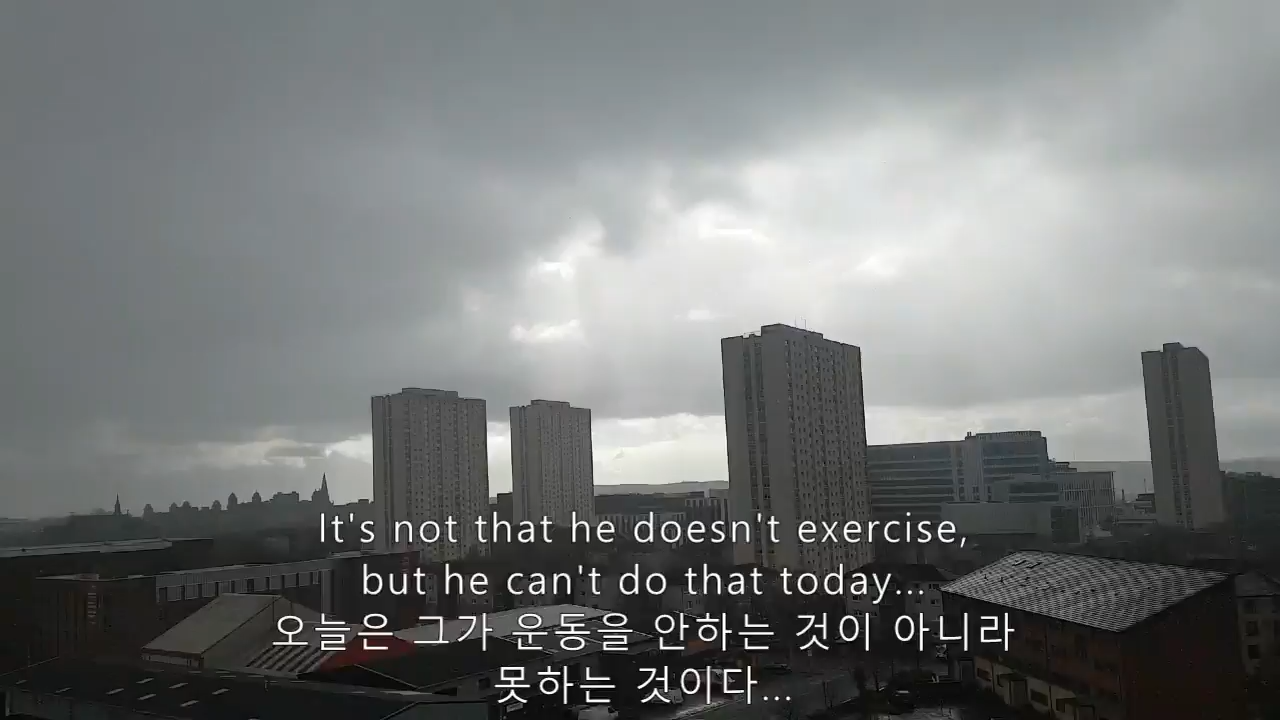 It's not that he doesn't exercise,
but he can't do that today...
오늘은 그가 운동을 안하는 것이 아니라
못하는 것이다...